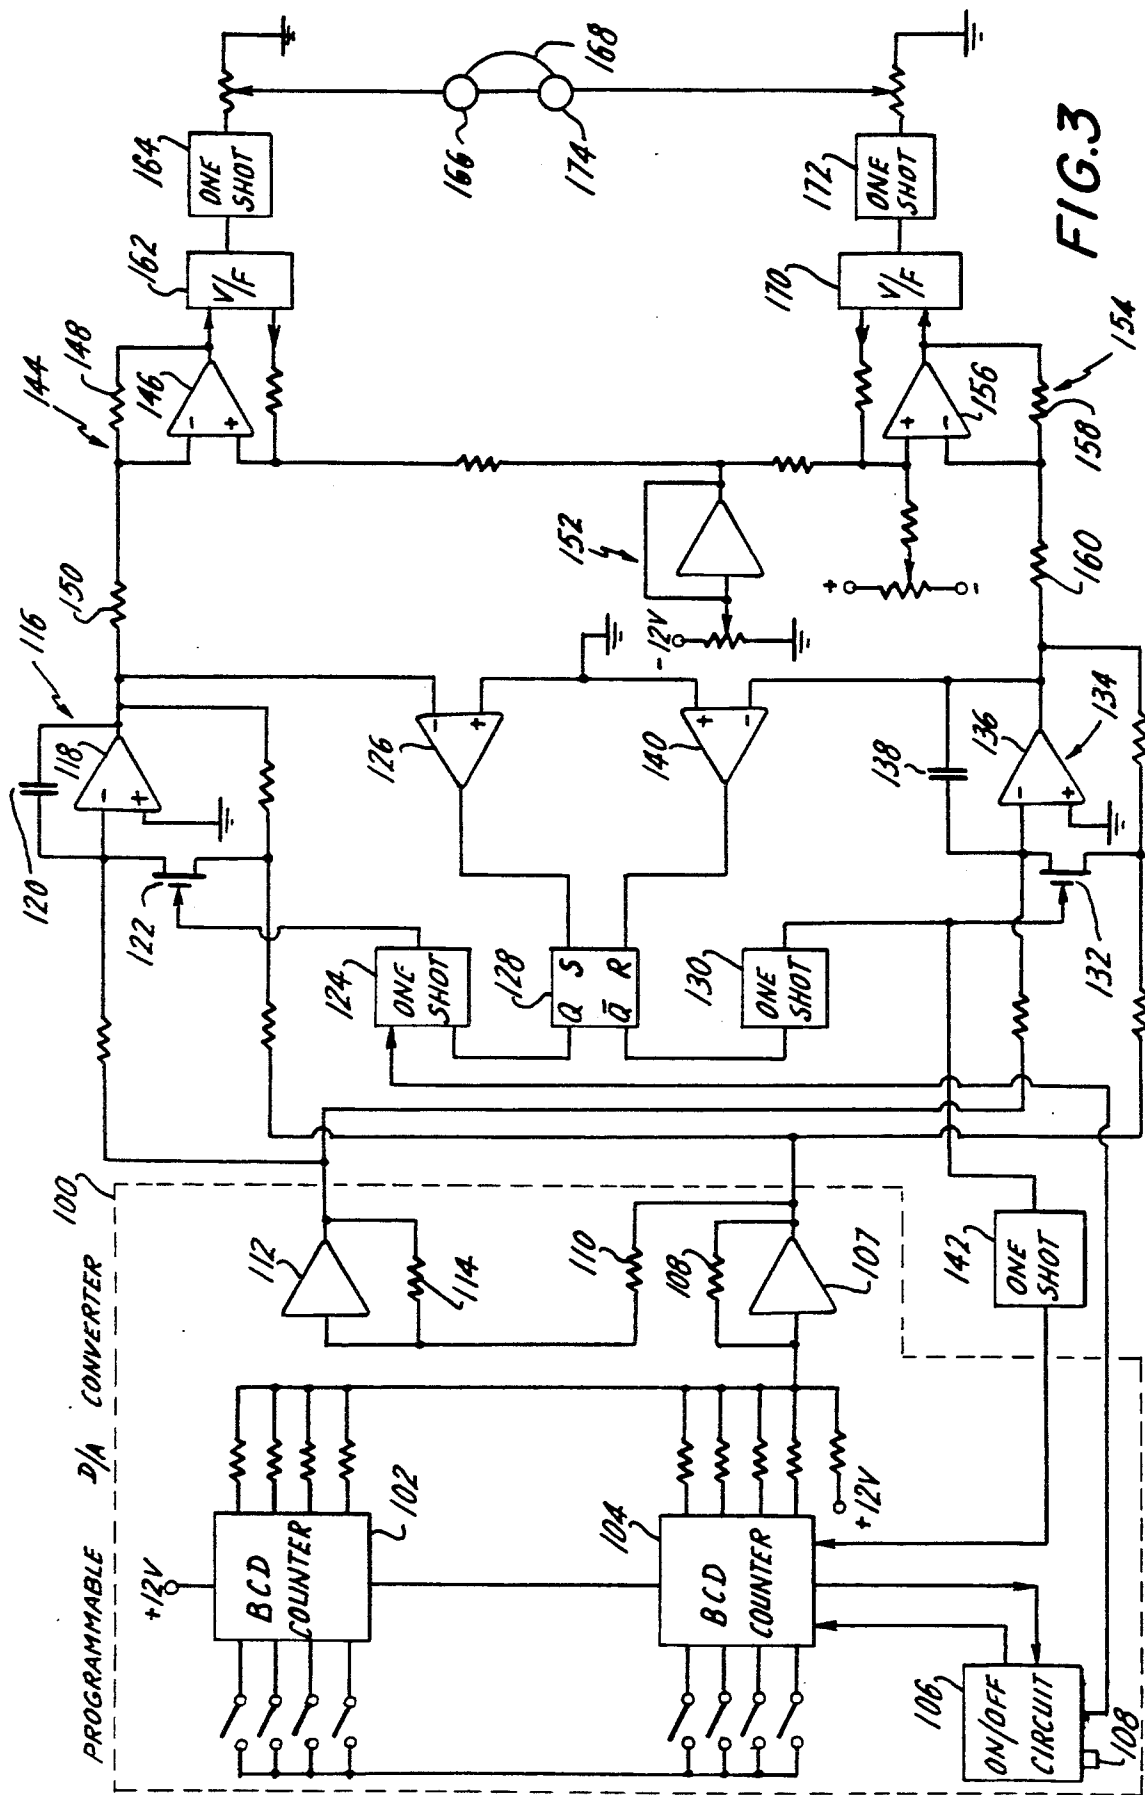 PROGRAMMABLE D/A CONVERTER
100
+12V
BCD
COUNTER
102
BCD
COUNTER
104
+12V
ON/OFF
CIRCUIT
106
108
112
114
110
108
107
142
ONE
SHOT
120
118
-
+
116
122
150
124
ONE
SHOT
128
Q S
Q̅ R
130
ONE
SHOT
126
-
+
140
+
-
138
136
-
+
134
132
-12V
152
+
-
160
144
148
146
-
+
162
V/F
164
ONE
SHOT
166
168
174
170
V/F
172
ONE
SHOT
+
-
156
154
158
FIG.3